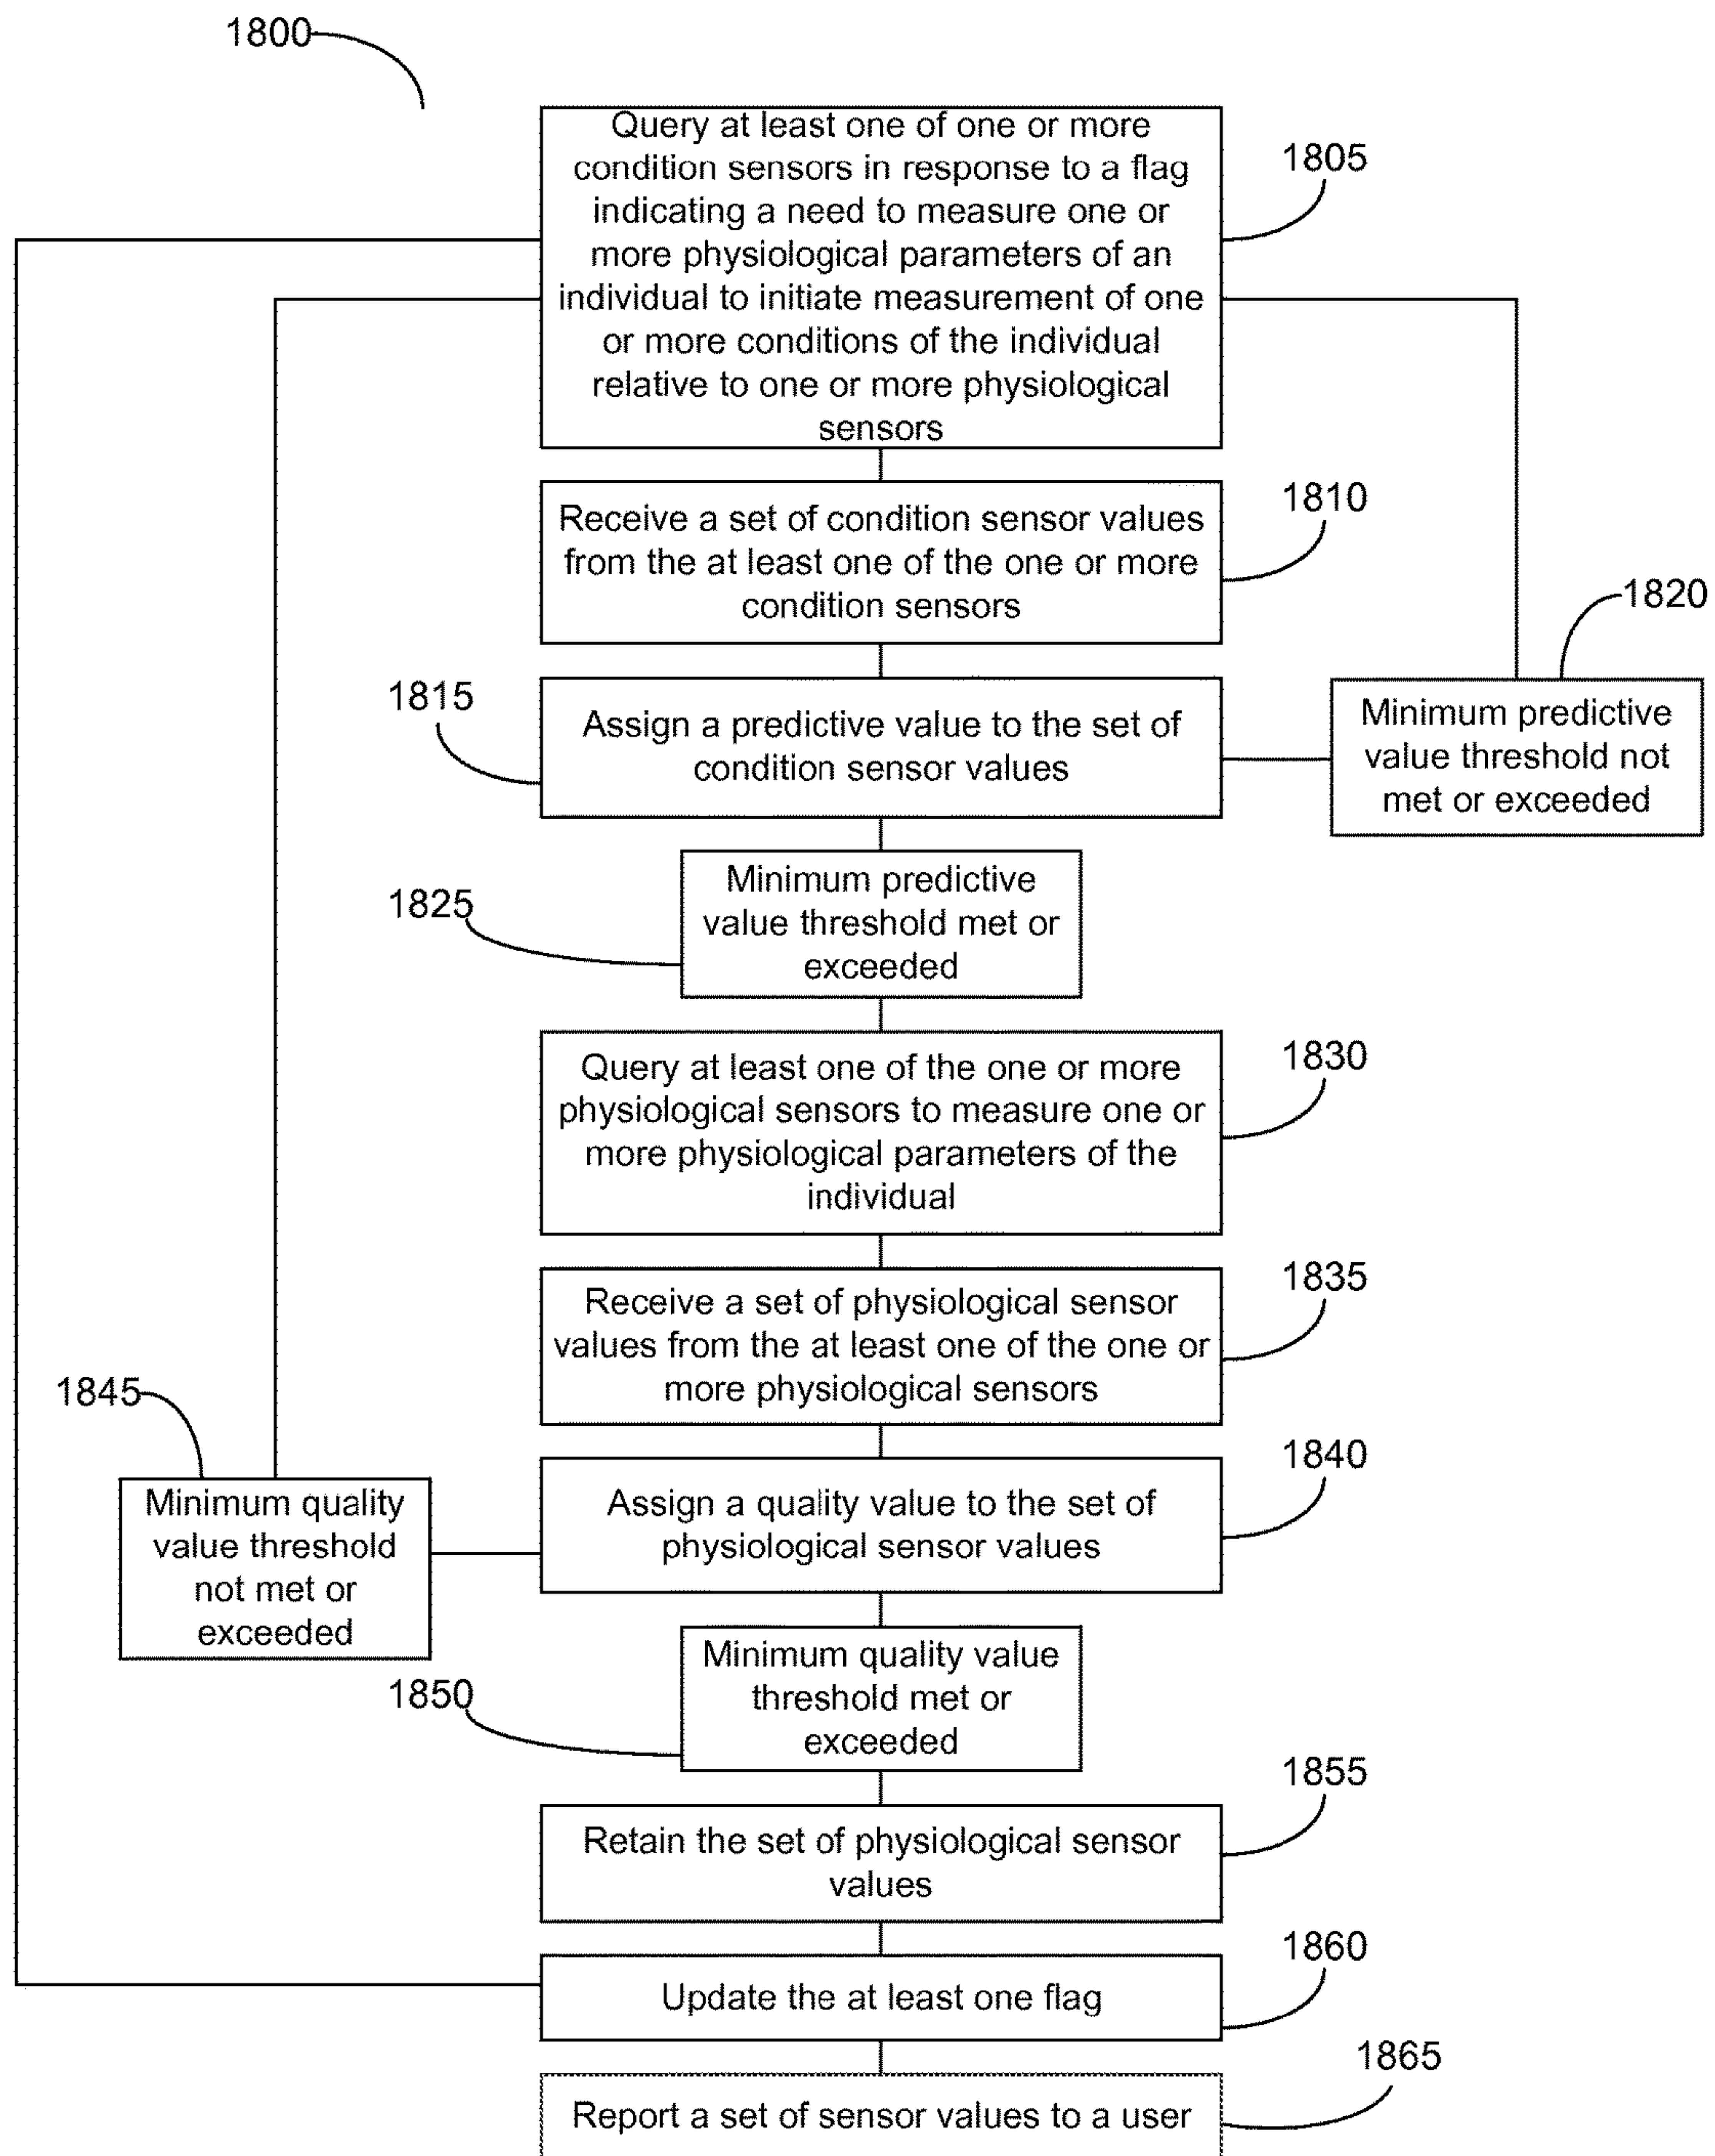 1800
Query at least one of one or more
condition sensors in response to a flag
indicating a need to measure one or
more physiological parameters of an
individual to initiate measurement of one
or more conditions of the individual
relative to one or more physiological
sensors
1805
Receive a set of condition sensor values
from the at least one of the one or more
condition sensors
1810
1820
1815
Assign a predictive value to the set of
condition sensor values
Minimum predictive
value threshold not
met or exceeded
1825
Minimum predictive
value threshold met or
exceeded
Query at least one of the one or more
physiological sensors to measure one or
more physiological parameters of the
individual
1830
Receive a set of physiological sensor
values from the at least one of the one or
more physiological sensors
1835
1845
Minimum quality
value threshold
not met or
exceeded
Assign a quality value to the set of
physiological sensor values
1840
1850
Minimum quality value
threshold met or
exceeded
Retain the set of physiological sensor
values
1855
Update the at least one flag
1860
Report a set of sensor values to a user
1865